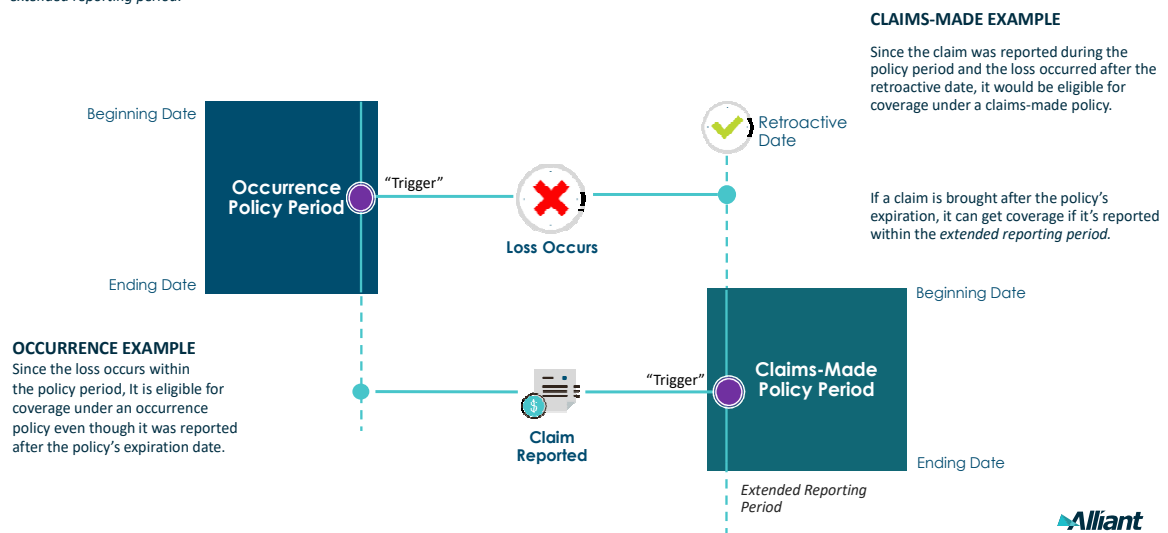 extended reporting period.
CLAIMS-MADE EXAMPLE
Since the claim was reported during the
policy period and the loss occurred after the
retroactive date, it would be eligible for
coverage under a claims-made policy.
Beginning Date
Retroactive
Date
Occurrence
Policy Period
"Trigger"
Loss Occurs
If a claim is brought after the policy's
expiration, it can get coverage if it's reported
within the extended reporting period.
Ending Date
Beginning Date
OCCURRENCE EXAMPLE
Since the loss occurs within
the policy period, It is eligible for
coverage under an occurrence
policy even though it was reported
after the policy's expiration date.
$
Claim
Reported
"Trigger"
Claims-Made
Policy Period
Ending Date
Extended Reporting
Period
Alliant